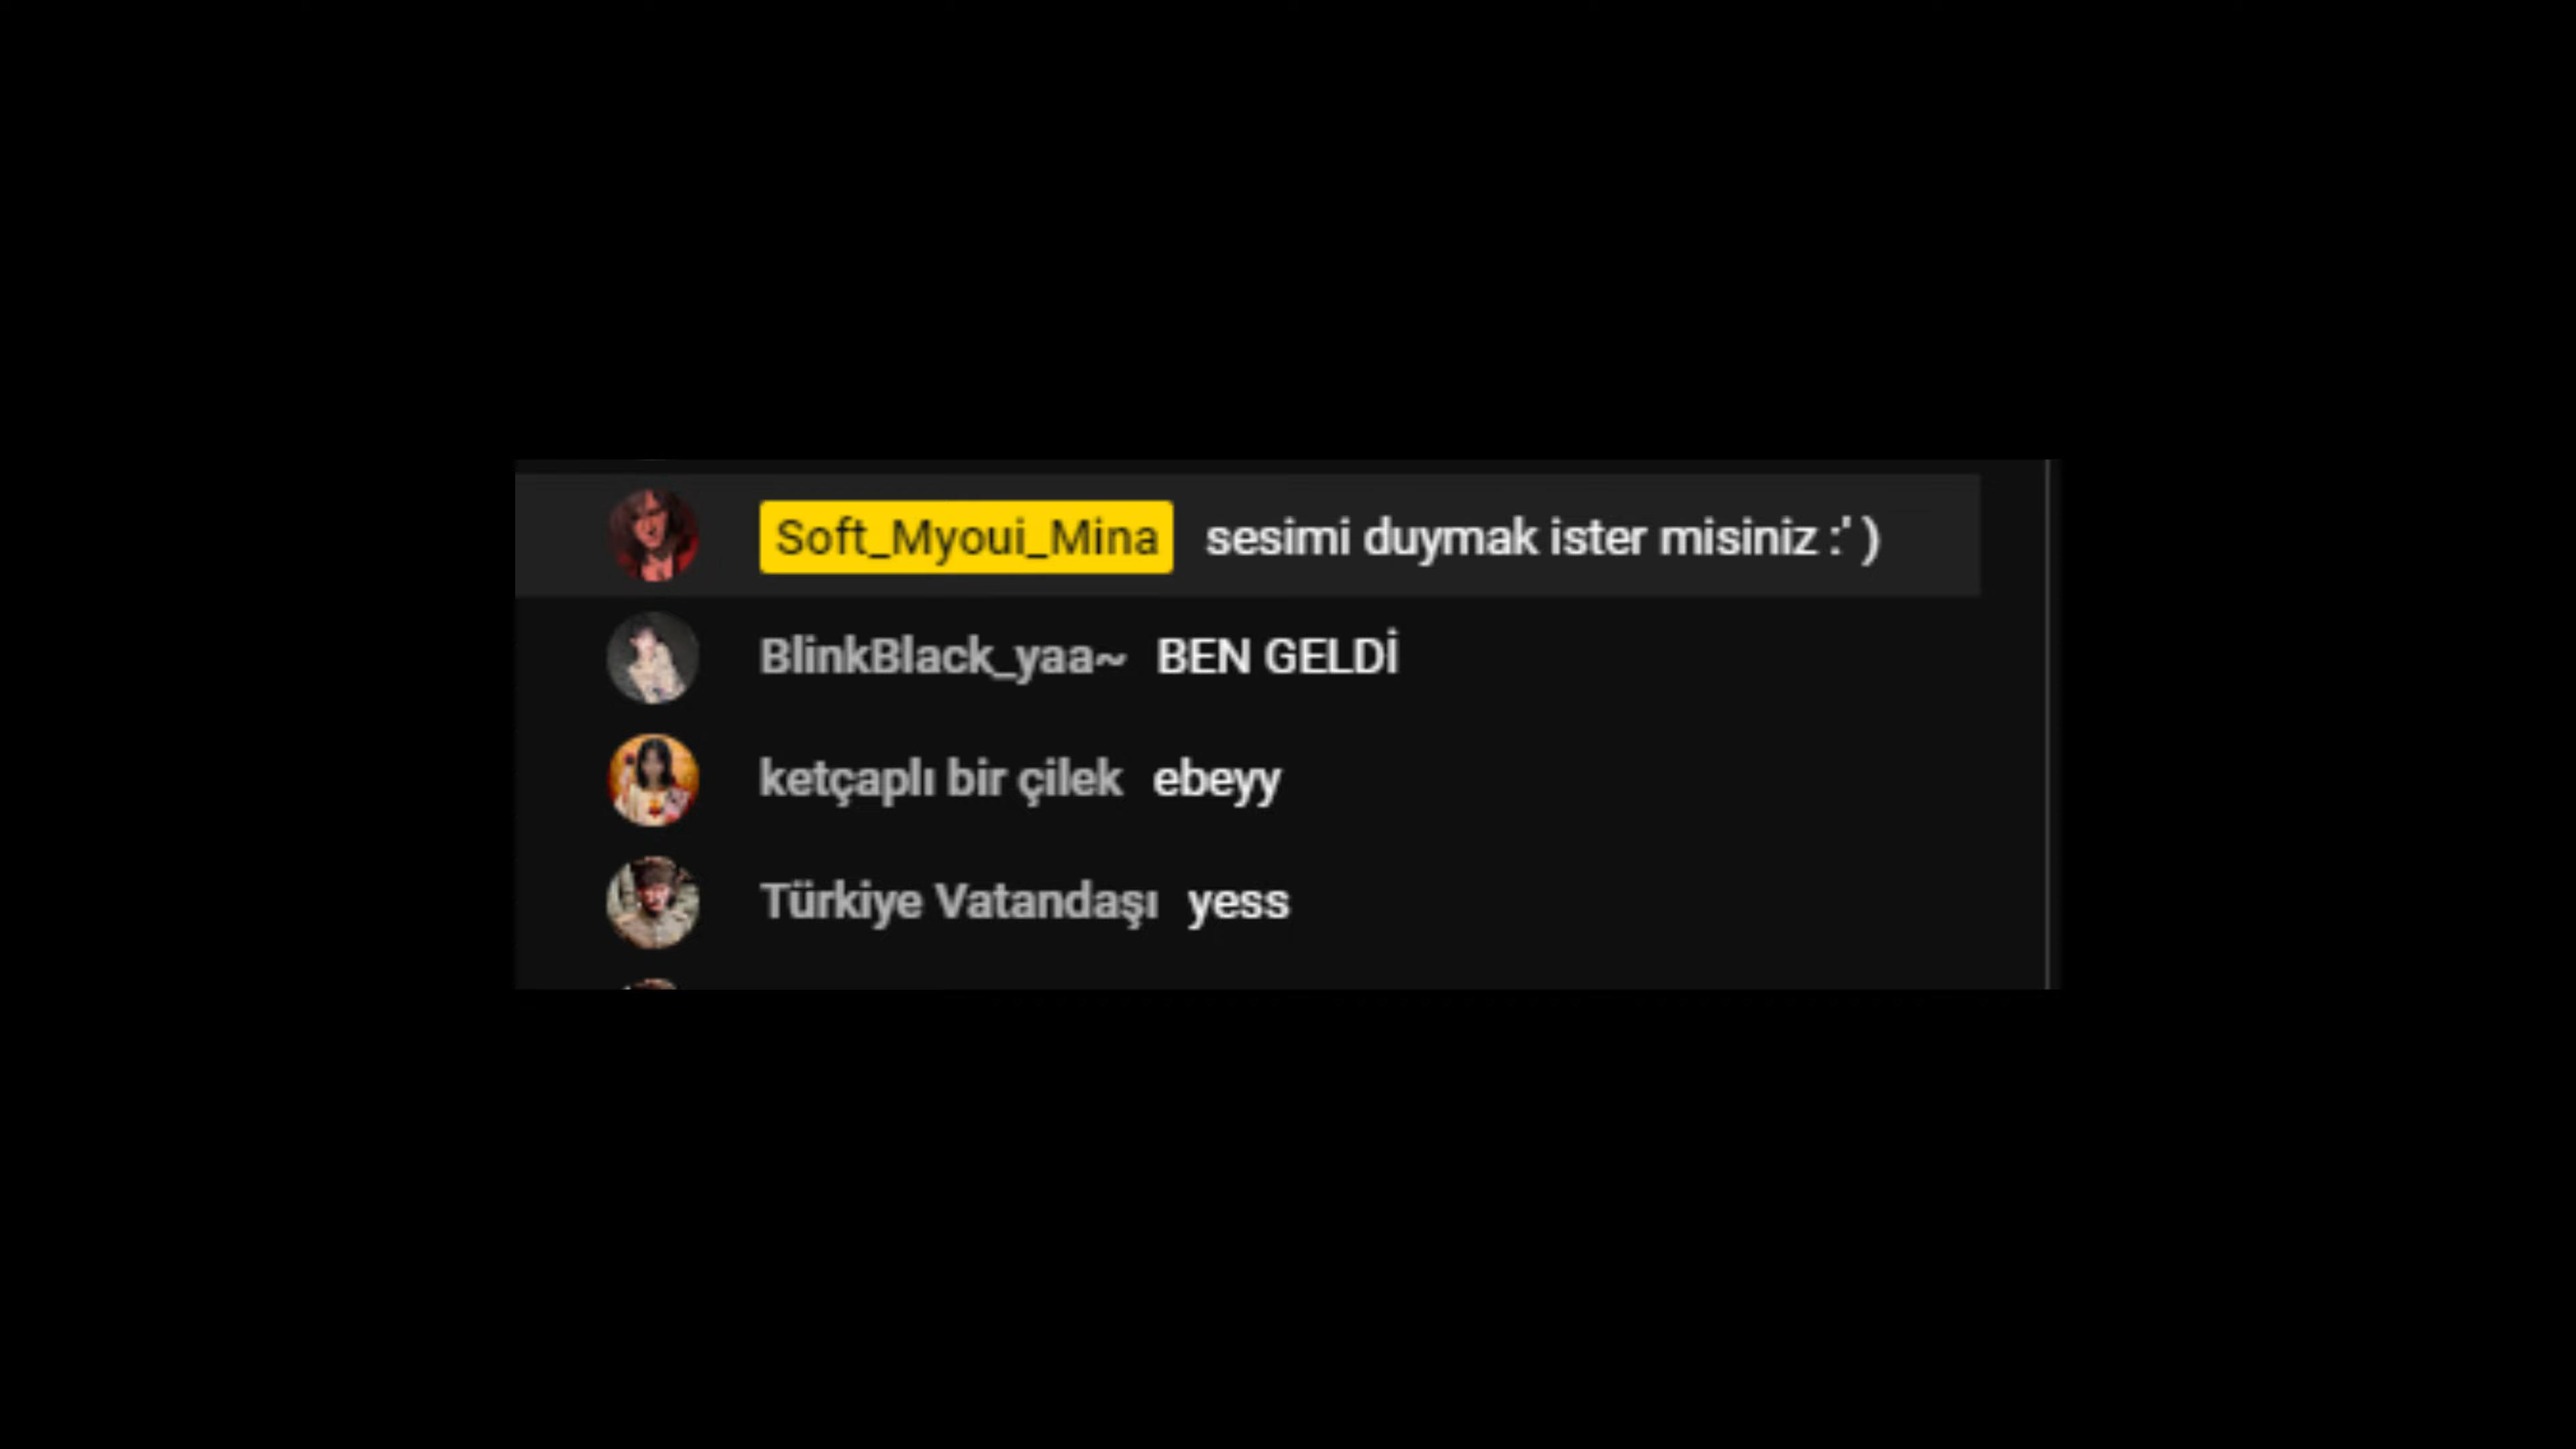 Soft_Myoui_Mina sesimi duymak ister misiniz :' )
BlinkBlack_yaa~ BEN GELDİ
ketçaplı bir çilek ebeyy
Türkiye Vatandaşı yess